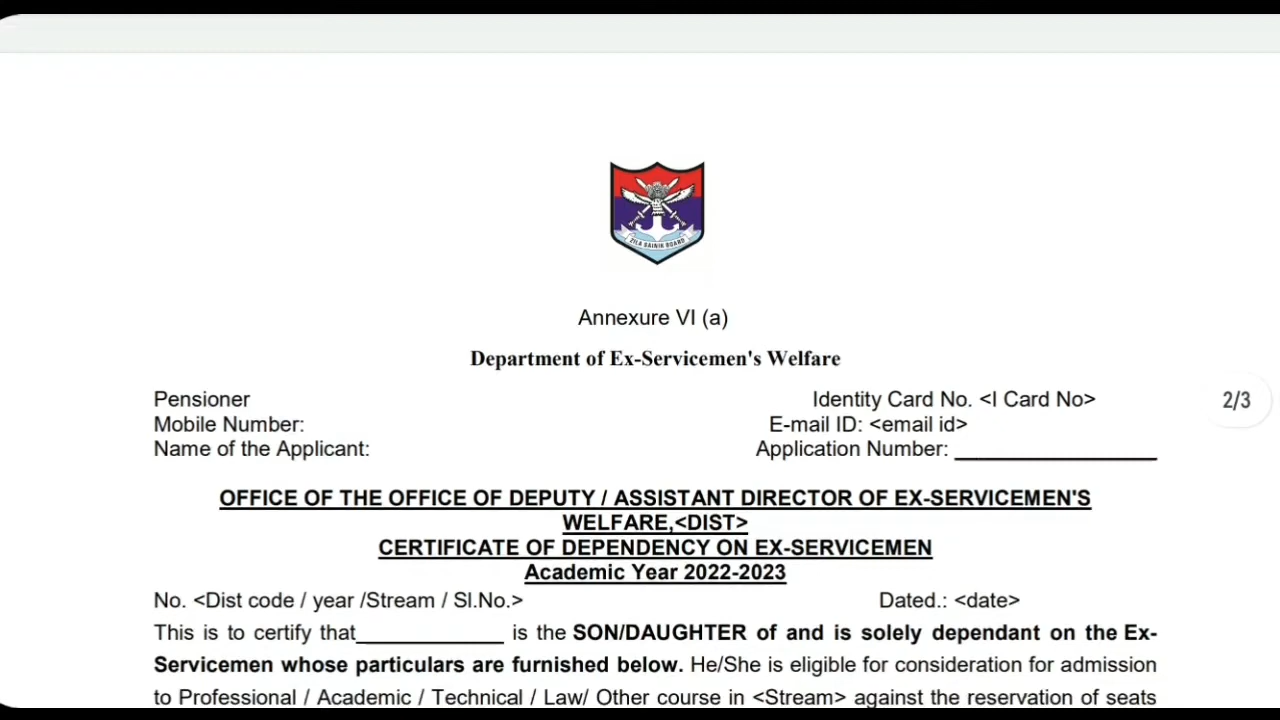 ZILA SAINIK BOARD
Annexure VI (a)
Department of Ex-Servicemen's Welfare
Pensioner Identity Card No. <I Card No>
Mobile Number: E-mail ID: <email id>
Name of the Applicant: Application Number: __________________
2/3
OFFICE OF THE OFFICE OF DEPUTY / ASSISTANT DIRECTOR OF EX-SERVICEMEN'S
WELFARE,<DIST>
CERTIFICATE OF DEPENDENCY ON EX-SERVICEMEN
Academic Year 2022-2023
No. <Dist code / year /Stream / Sl.No.> Dated.: <date>
This is to certify that_____________ is the SON/DAUGHTER of and is solely dependant on the Ex-
Servicemen whose particulars are furnished below. He/She is eligible for consideration for admission
to Professional / Academic / Technical / Law/ Other course in <Stream> against the reservation of seats